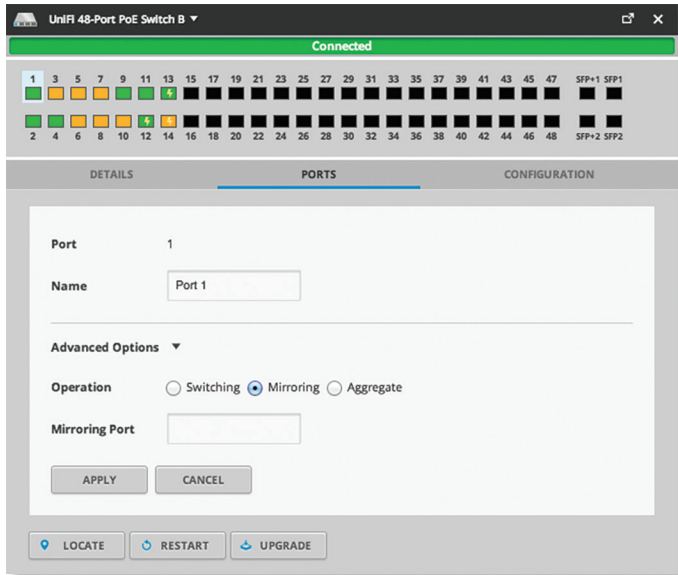 UniFi 48-Port PoE Switch B
Connected
1 3 5 7 9 11 13 15 17 19 21 23 25 27 29 31 33 35 37 39 41 43 45 47 SFP+1 SFP1
2 4 6 8 10 12 14 16 18 20 22 24 26 28 30 32 34 36 38 40 42 44 46 48 SFP+2 SFP2
DETAILS PORTS CONFIGURATION
Port 1
Name Port 1
Advanced Options
Operation Switching Mirroring Aggregate
Mirroring Port
APPLY CANCEL
LOCATE RESTART UPGRADE